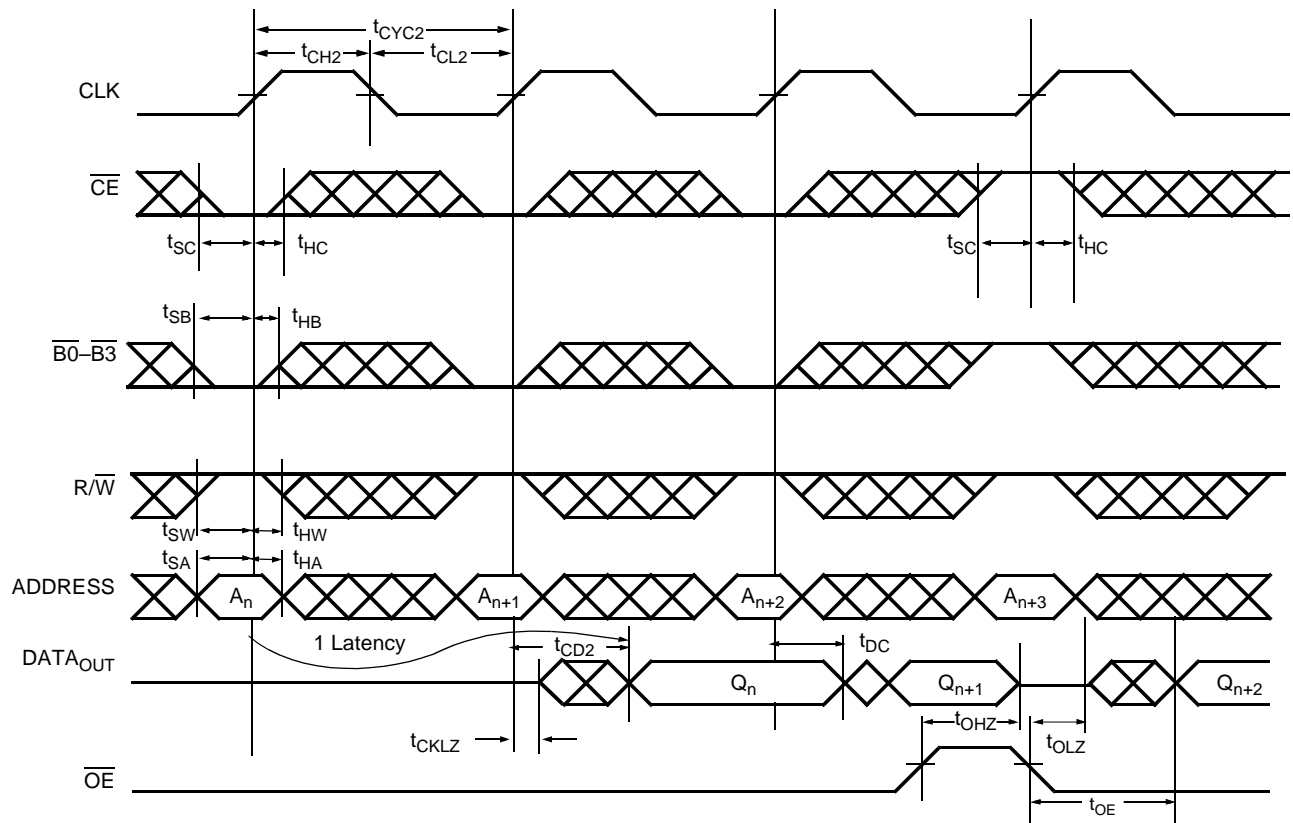 tCYC2
tCH2
tCL2
CLK
CE
tSC
tHC
tSC
tHC
tSB
tHB
B0–B3
R/W
tSW
tHW
tSA
tHA
ADDRESS
An
An+1
An+2
An+3
1 Latency
tCD2
tDC
DATAOUT
Qn
Qn+1
Qn+2
tCKLZ
tOHZ
tOLZ
OE
tOE